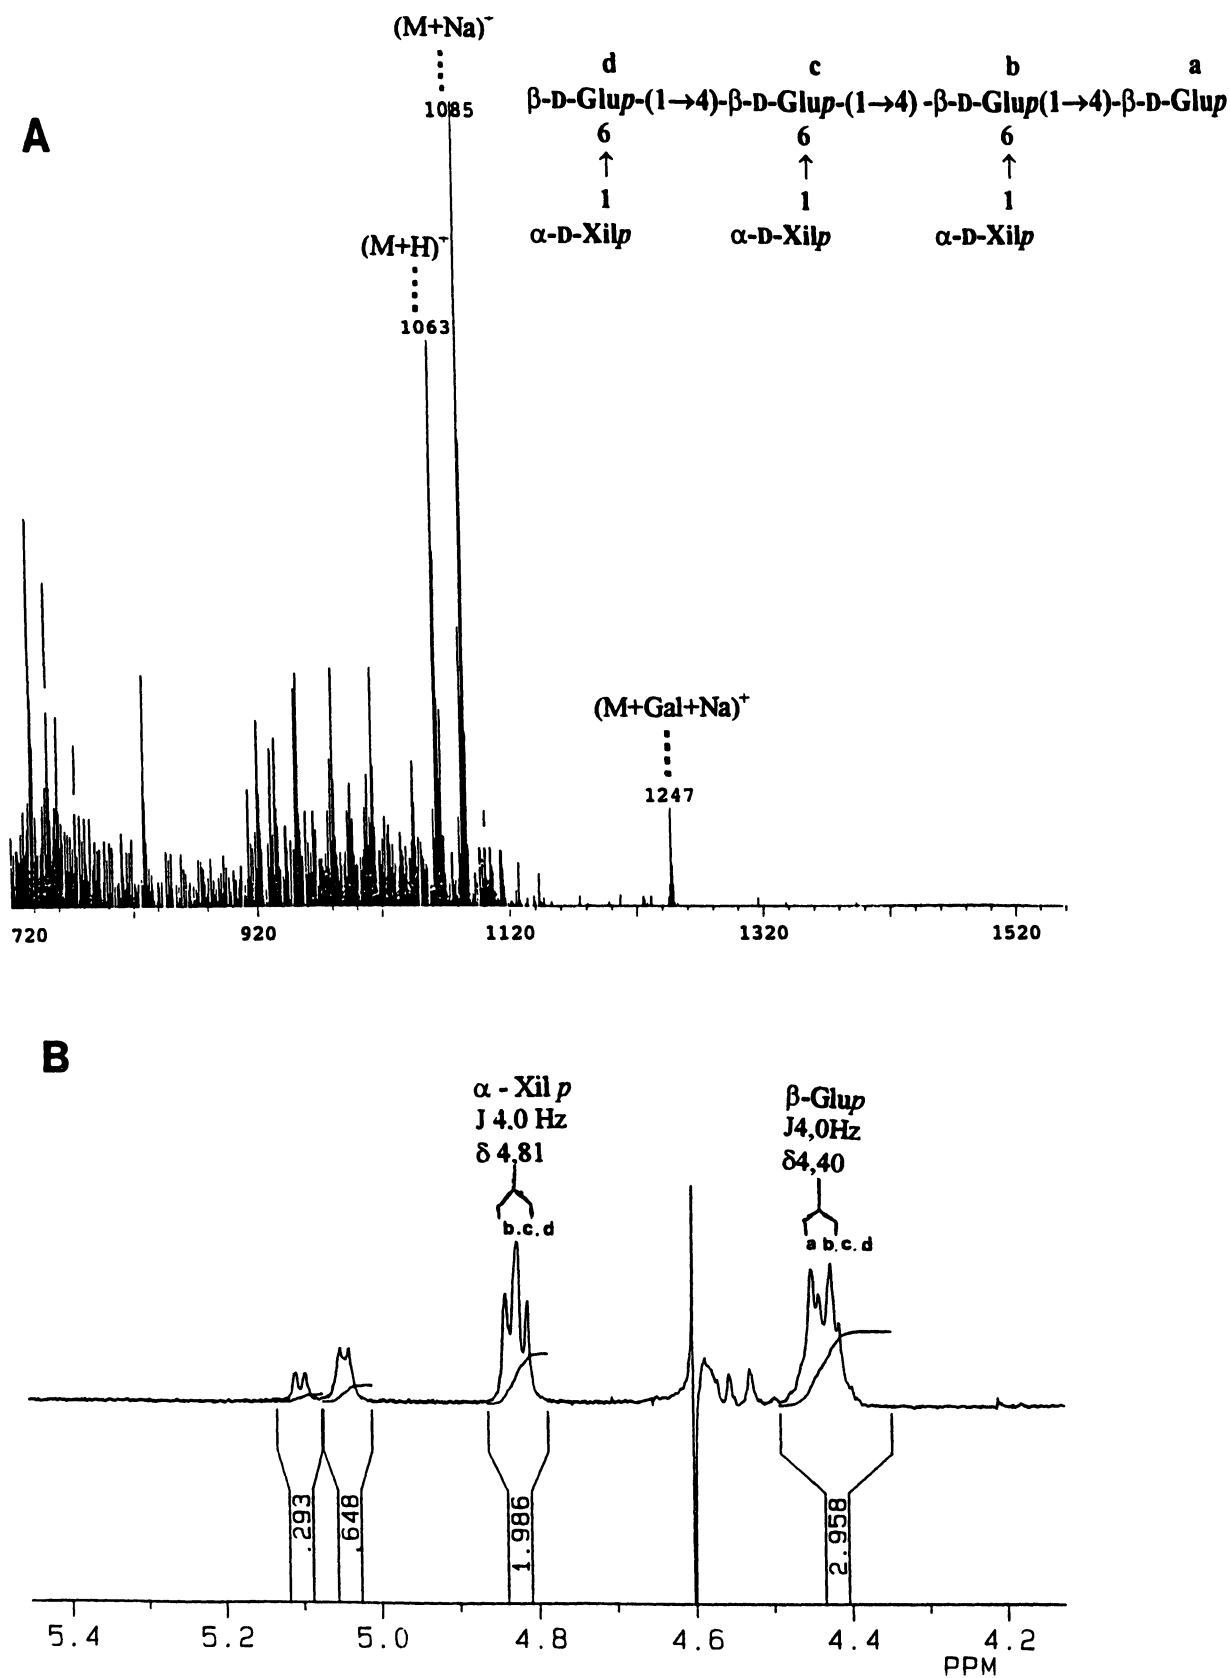 (M+Na)⁺
1085
A
d c b a
β-D-Glup-(1→4)-β-D-Glup-(1→4) -β-D-Glup(1→4)-β-D-Glup
6 6 6
↑ ↑ ↑
1 1 1
α-D-Xilp α-D-Xilp α-D-Xilp
(M+H)⁺
1063
(M+Gal+Na)⁺
1247
720 920 1120 1320 1520
B
α - Xil p
J 4.0 Hz
δ 4,81
b.c.d
β-Glup
J4,0Hz
δ4,40
a b.c.d
.293 .648 1.986 2.958
5.4 5.2 5.0 4.8 4.6 4.4 4.2
PPM